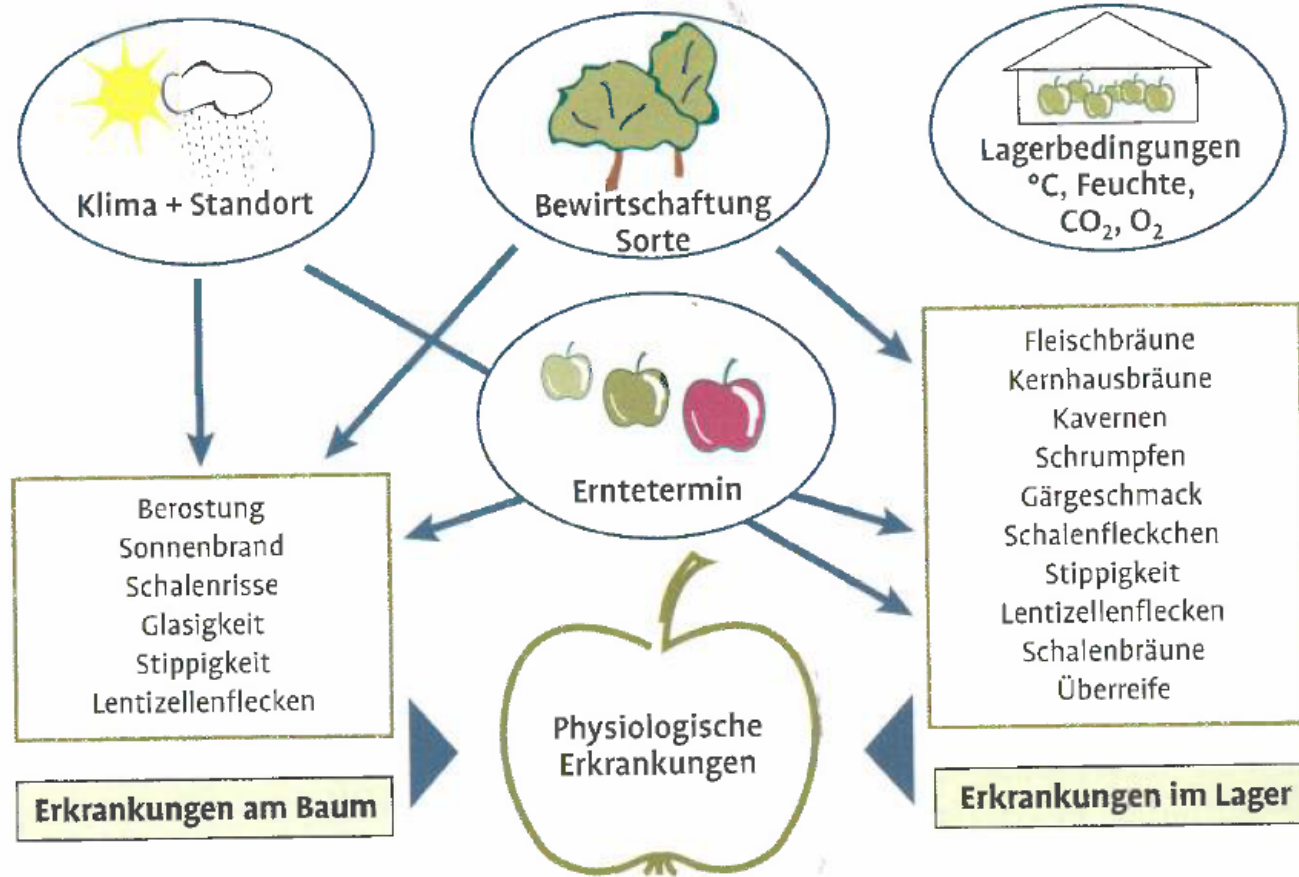 Klima + Standort
Bewirtschaftung
Sorte
Lagerbedingungen
°C, Feuchte,
CO₂, O₂
Erntetermin
Berostung
Sonnenbrand
Schalenrisse
Glasigkeit
Stippigkeit
Lentizellenflecken
Erkrankungen am Baum
Physiologische
Erkrankungen
Fleischbräune
Kernhausbräune
Kavernen
Schrumpfen
Gärgeschmack
Schalenfleckchen
Stippigkeit
Lentizellenflecken
Schalenbräune
Überreife
Erkrankungen im Lager